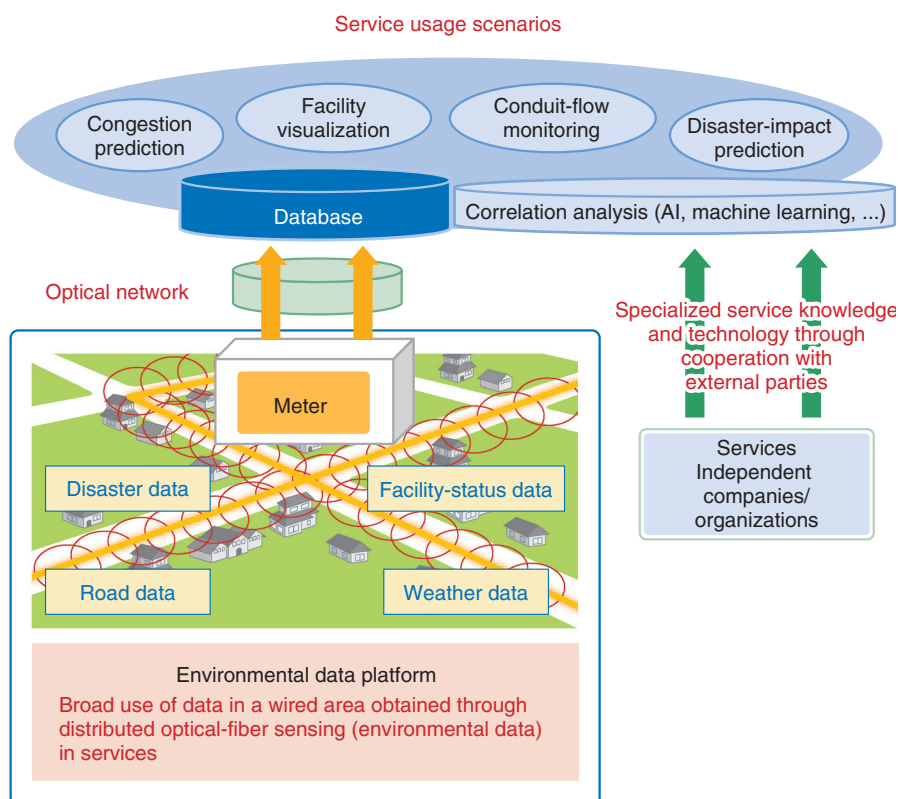 Service usage scenarios
Congestion
prediction
Facility
visualization
Conduit-flow
monitoring
Disaster-impact
prediction
Database
Correlation analysis (AI, machine learning, ...)
Optical network
Specialized service knowledge
and technology through
cooperation with
external parties
Meter
Services
Independent
companies/
organizations
Disaster data
Facility-status data
Road data
Weather data
Environmental data platform
Broad use of data in a wired area obtained through
distributed optical-fiber sensing (environmental data)
in services